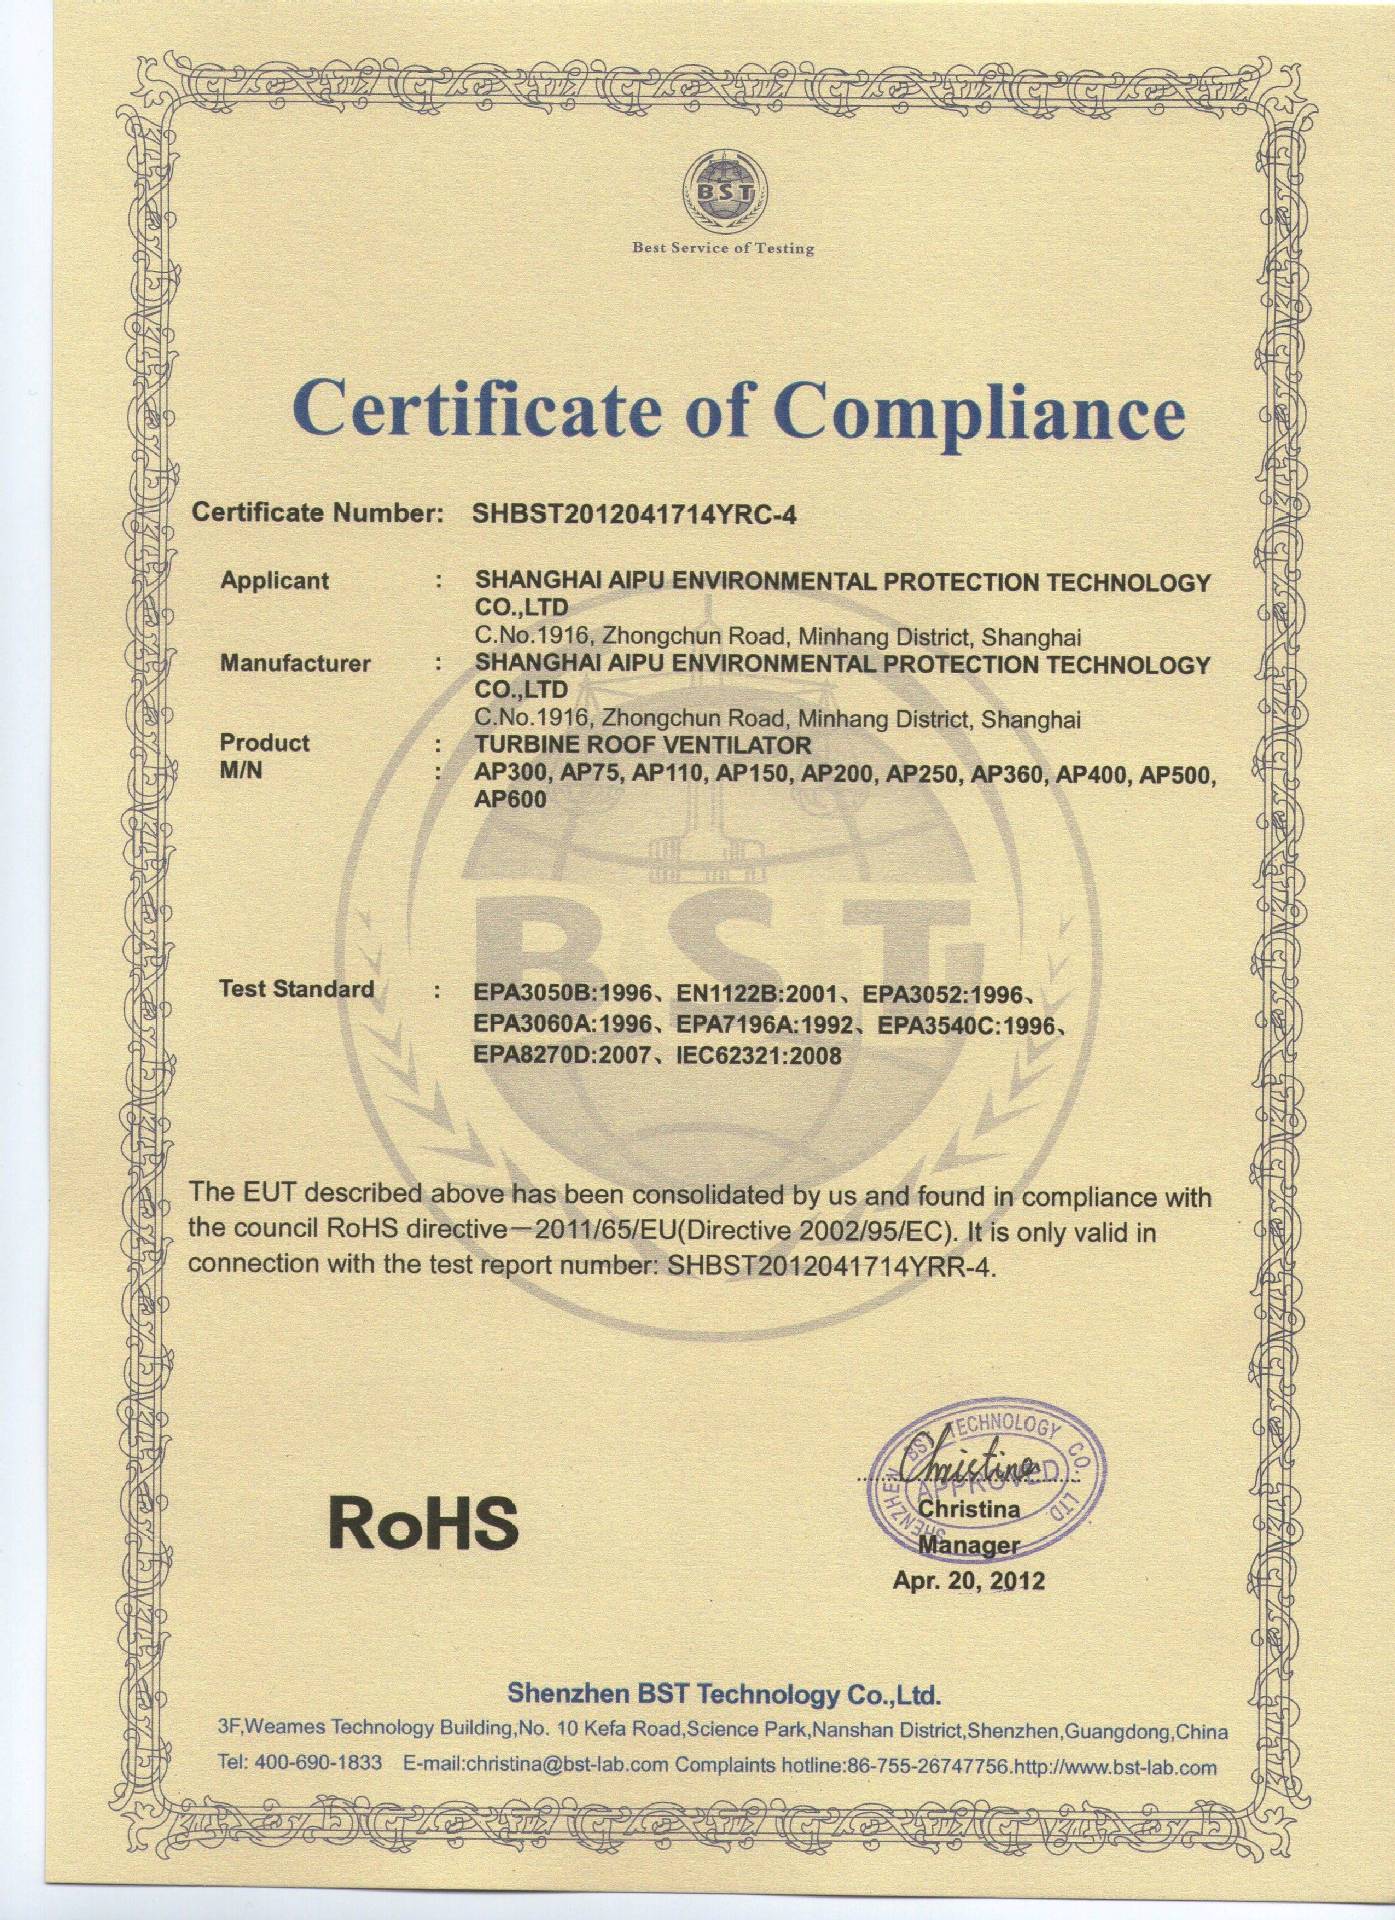 BST
Best Service of Testing
Certificate of Compliance
Certificate Number: SHBST2012041714YRC-4
Applicant : SHANGHAI AIPU ENVIRONMENTAL PROTECTION TECHNOLOGY
CO.,LTD
C.No.1916, Zhongchun Road, Minhang District, Shanghai
Manufacturer : SHANGHAI AIPU ENVIRONMENTAL PROTECTION TECHNOLOGY
CO.,LTD
C.No.1916, Zhongchun Road, Minhang District, Shanghai
Product : TURBINE ROOF VENTILATOR
M/N : AP300, AP75, AP110, AP150, AP200, AP250, AP360, AP400, AP500,
AP600
BST
Test Standard : EPA3050B:1996、EN1122B:2001、EPA3052:1996、
EPA3060A:1996、EPA7196A:1992、EPA3540C:1996、
EPA8270D:2007、IEC62321:2008
The EUT described above has been consolidated by us and found in compliance with
the council RoHS directive—2011/65/EU(Directive 2002/95/EC). It is only valid in
connection with the test report number: SHBST2012041714YRR-4.
SHENZHEN BST TECHNOLOGY CO. LTD
APPROVED
Christina
RoHS
Christina
Manager
Apr. 20, 2012
Shenzhen BST Technology Co.,Ltd.
3F,Weames Technology Building,No. 10 Kefa Road,Science Park,Nanshan District,Shenzhen,Guangdong,China
Tel: 400-690-1833 E-mail:christina@bst-lab.com Complaints hotline:86-755-26747756.http://www.bst-lab.com